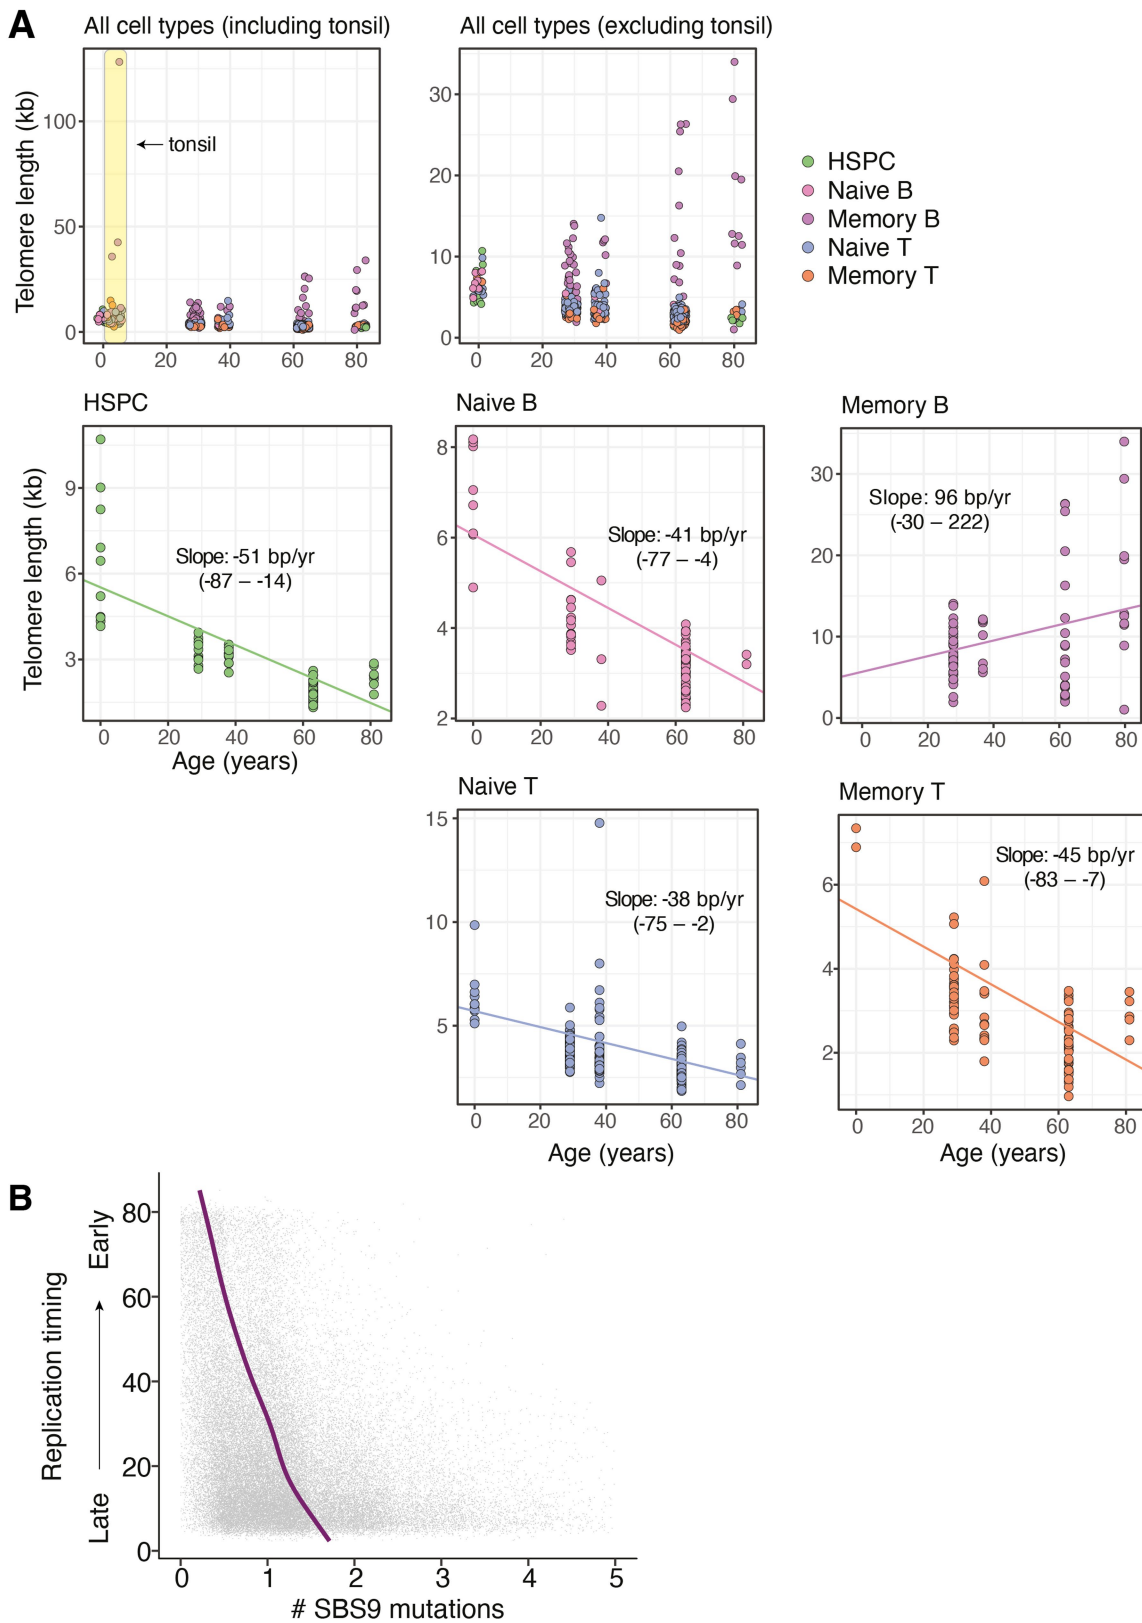 A
All cell types (including tonsil)
All cell types (excluding tonsil)
Telomere length (kb)
100
50
0
tonsil
0 20 40 60 80
30
20
10
0
0 20 40 60 80
HSPC
Naive B
Memory B
Naive T
Memory T
HSPC
Telomere length (kb)
9
6
3
Slope: -51 bp/yr
(-87 – -14)
0 20 40 60 80
Age (years)
Naive B
8
6
4
2
Slope: -41 bp/yr
(-77 – -4)
0 20 40 60 80
Memory B
30
20
10
0
Slope: 96 bp/yr
(-30 – 222)
0 20 40 60 80
Naive T
15
10
5
Slope: -38 bp/yr
(-75 – -2)
0 20 40 60 80
Age (years)
Memory T
6
4
2
Slope: -45 bp/yr
(-83 – -7)
0 20 40 60 80
Age (years)
B
Replication timing
Late
Early
80
60
40
20
0
0 1 2 3 4 5
# SBS9 mutations